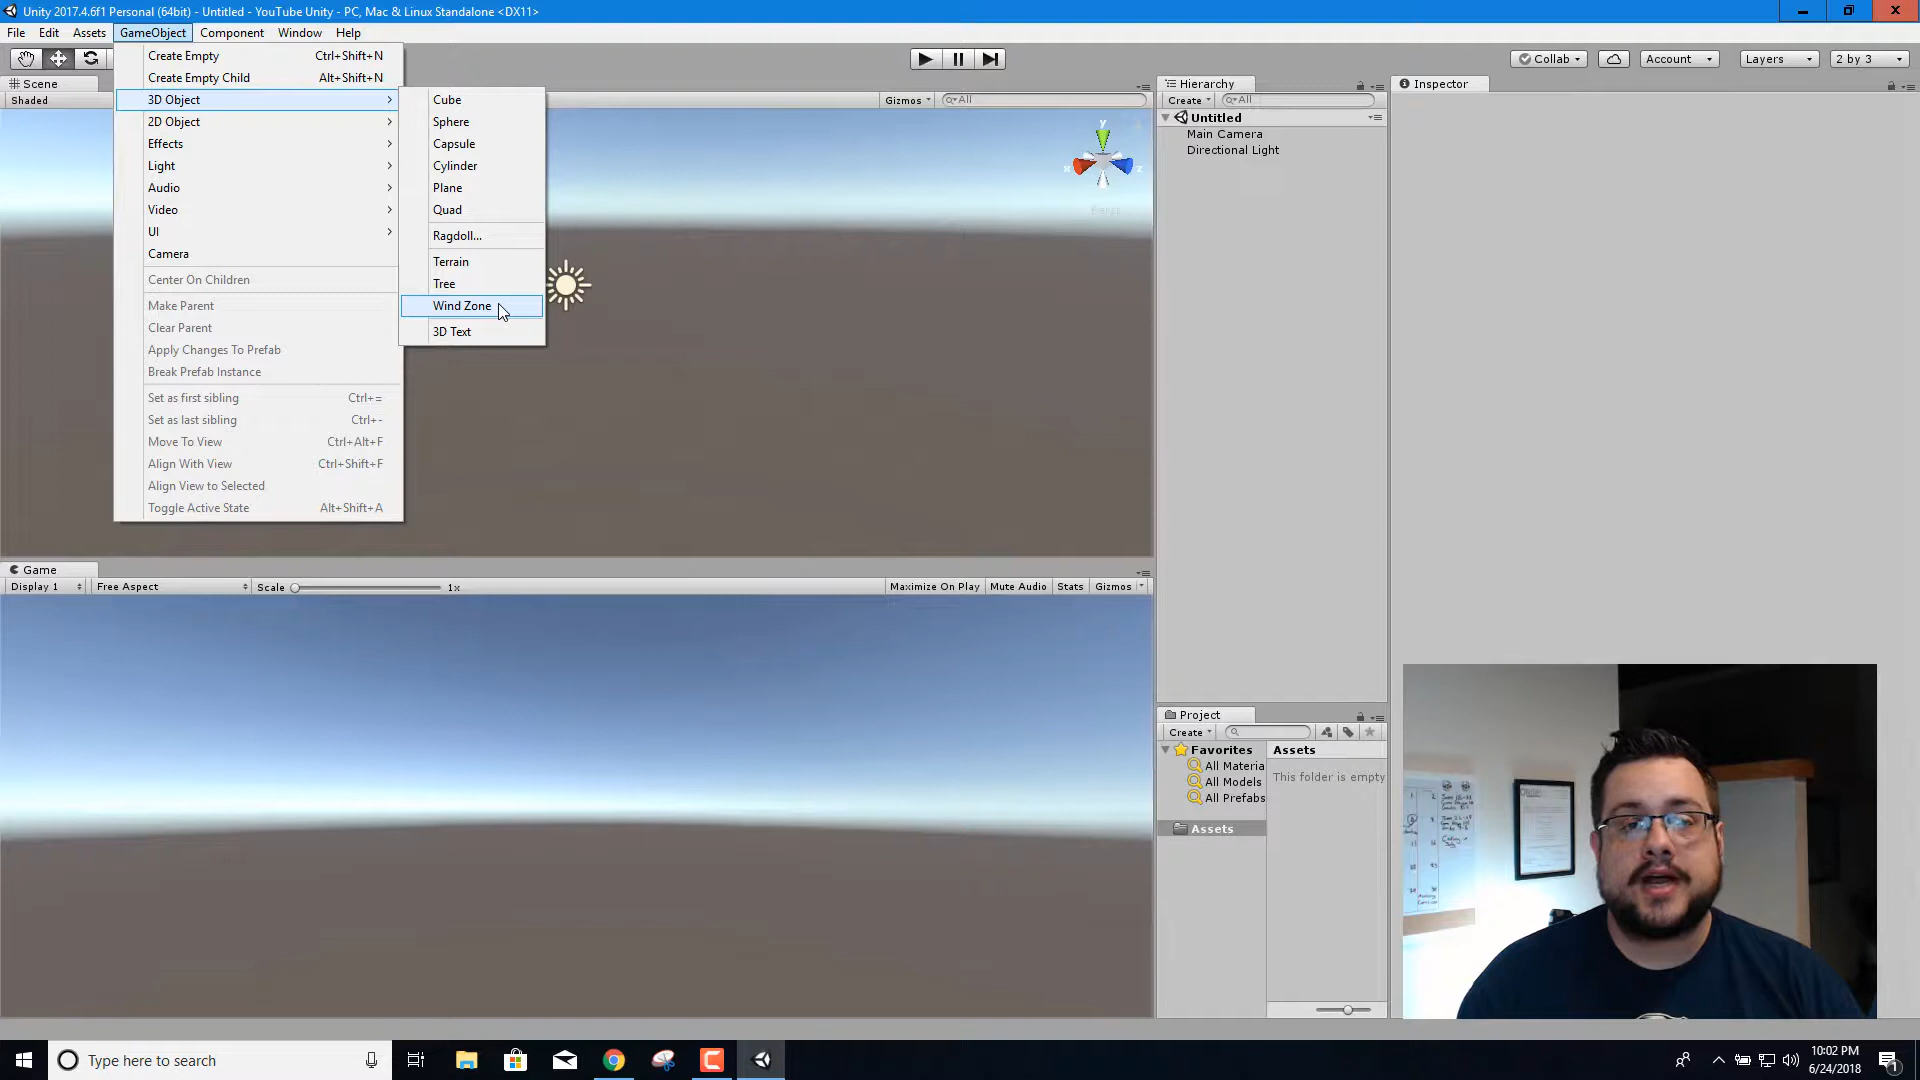 Unity 2017.4.6f1 Personal (64bit) - Untitled - YouTube Unity - PC, Mac & Linux Standalone <DX11>
File Edit Assets GameObject Component Window Help
Collab Account Layers 2 by 3
Scene
Shaded Gizmos All
Create Empty Ctrl+Shift+N
Create Empty Child Alt+Shift+N
3D Object
2D Object
Effects
Light
Audio
Video
UI
Camera
Center On Children
Make Parent
Clear Parent
Apply Changes To Prefab
Break Prefab Instance
Set as first sibling Ctrl+=
Set as last sibling Ctrl+-
Move To View Ctrl+Alt+F
Align With View Ctrl+Shift+F
Align View to Selected
Toggle Active State Alt+Shift+A
Cube
Sphere
Capsule
Cylinder
Plane
Quad
Ragdoll...
Terrain
Tree
Wind Zone
3D Text
y
x z
Persp
Hierarchy
Create All
Untitled
Main Camera
Directional Light
Inspector
Game
Display 1 Free Aspect Scale 1x Maximize On Play Mute Audio Stats Gizmos
Project
Create
Favorites
All Materia
All Models
All Prefabs
Assets
Assets
This folder is empty
Type here to search
10:02 PM
6/24/2018
1